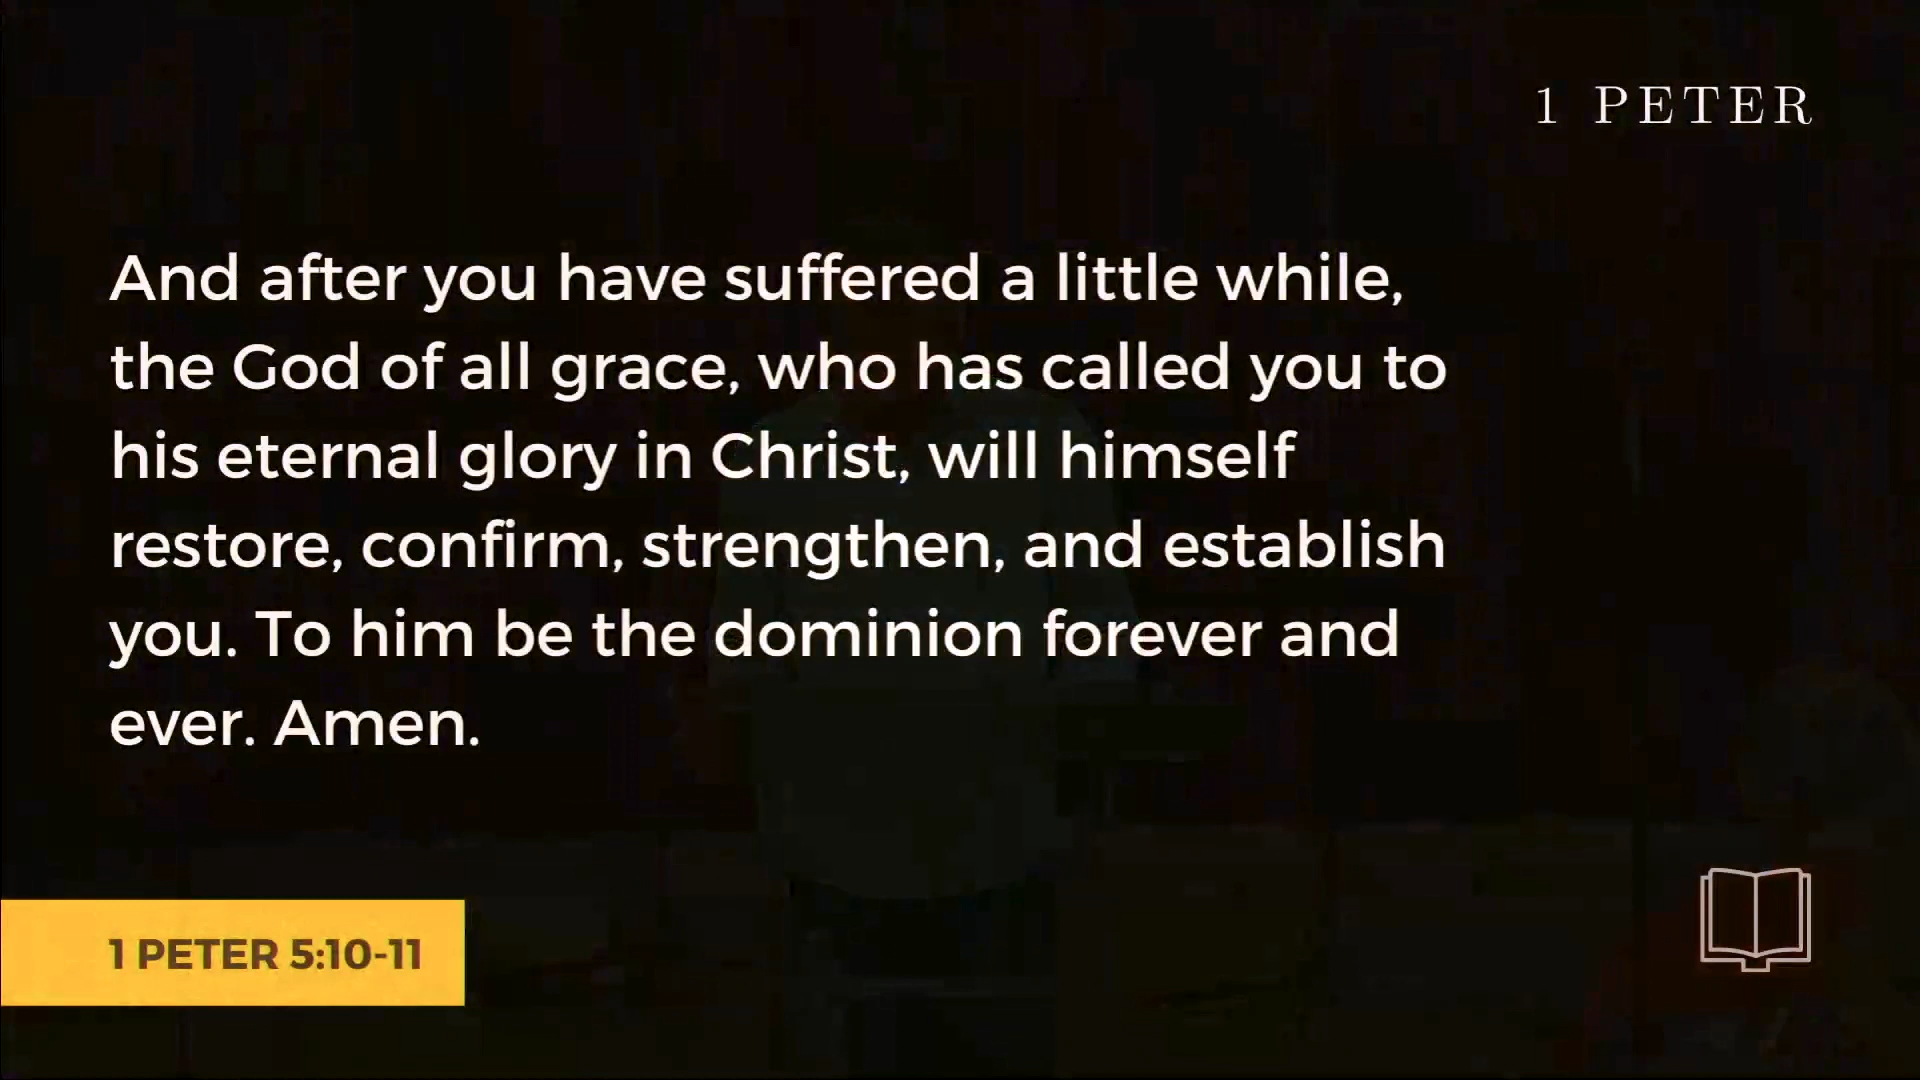 1 PETER
And after you have suffered a little while,
the God of all grace, who has called you to
his eternal glory in Christ, will himself
restore, confirm, strengthen, and establish
you. To him be the dominion forever and
ever. Amen.
1 PETER 5:10-11